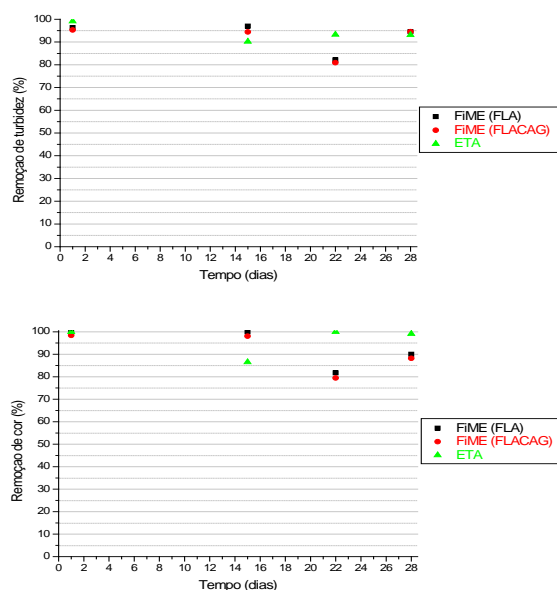 100
90
80
70
60
50
40
30
20
10
0
Remoçao de turbidez (%)
0 2 4 6 8 10 12 14 16 18 20 22 24 26 28
Tempo (dias)
FiME (FLA)
FiME (FLACAG)
ETA
100
90
80
70
60
50
40
30
20
10
0
Remoçao de cor (%)
0 2 4 6 8 10 12 14 16 18 20 22 24 26 28
Tempo (dias)
FiME (FLA)
FiME (FLACAG)
ETA